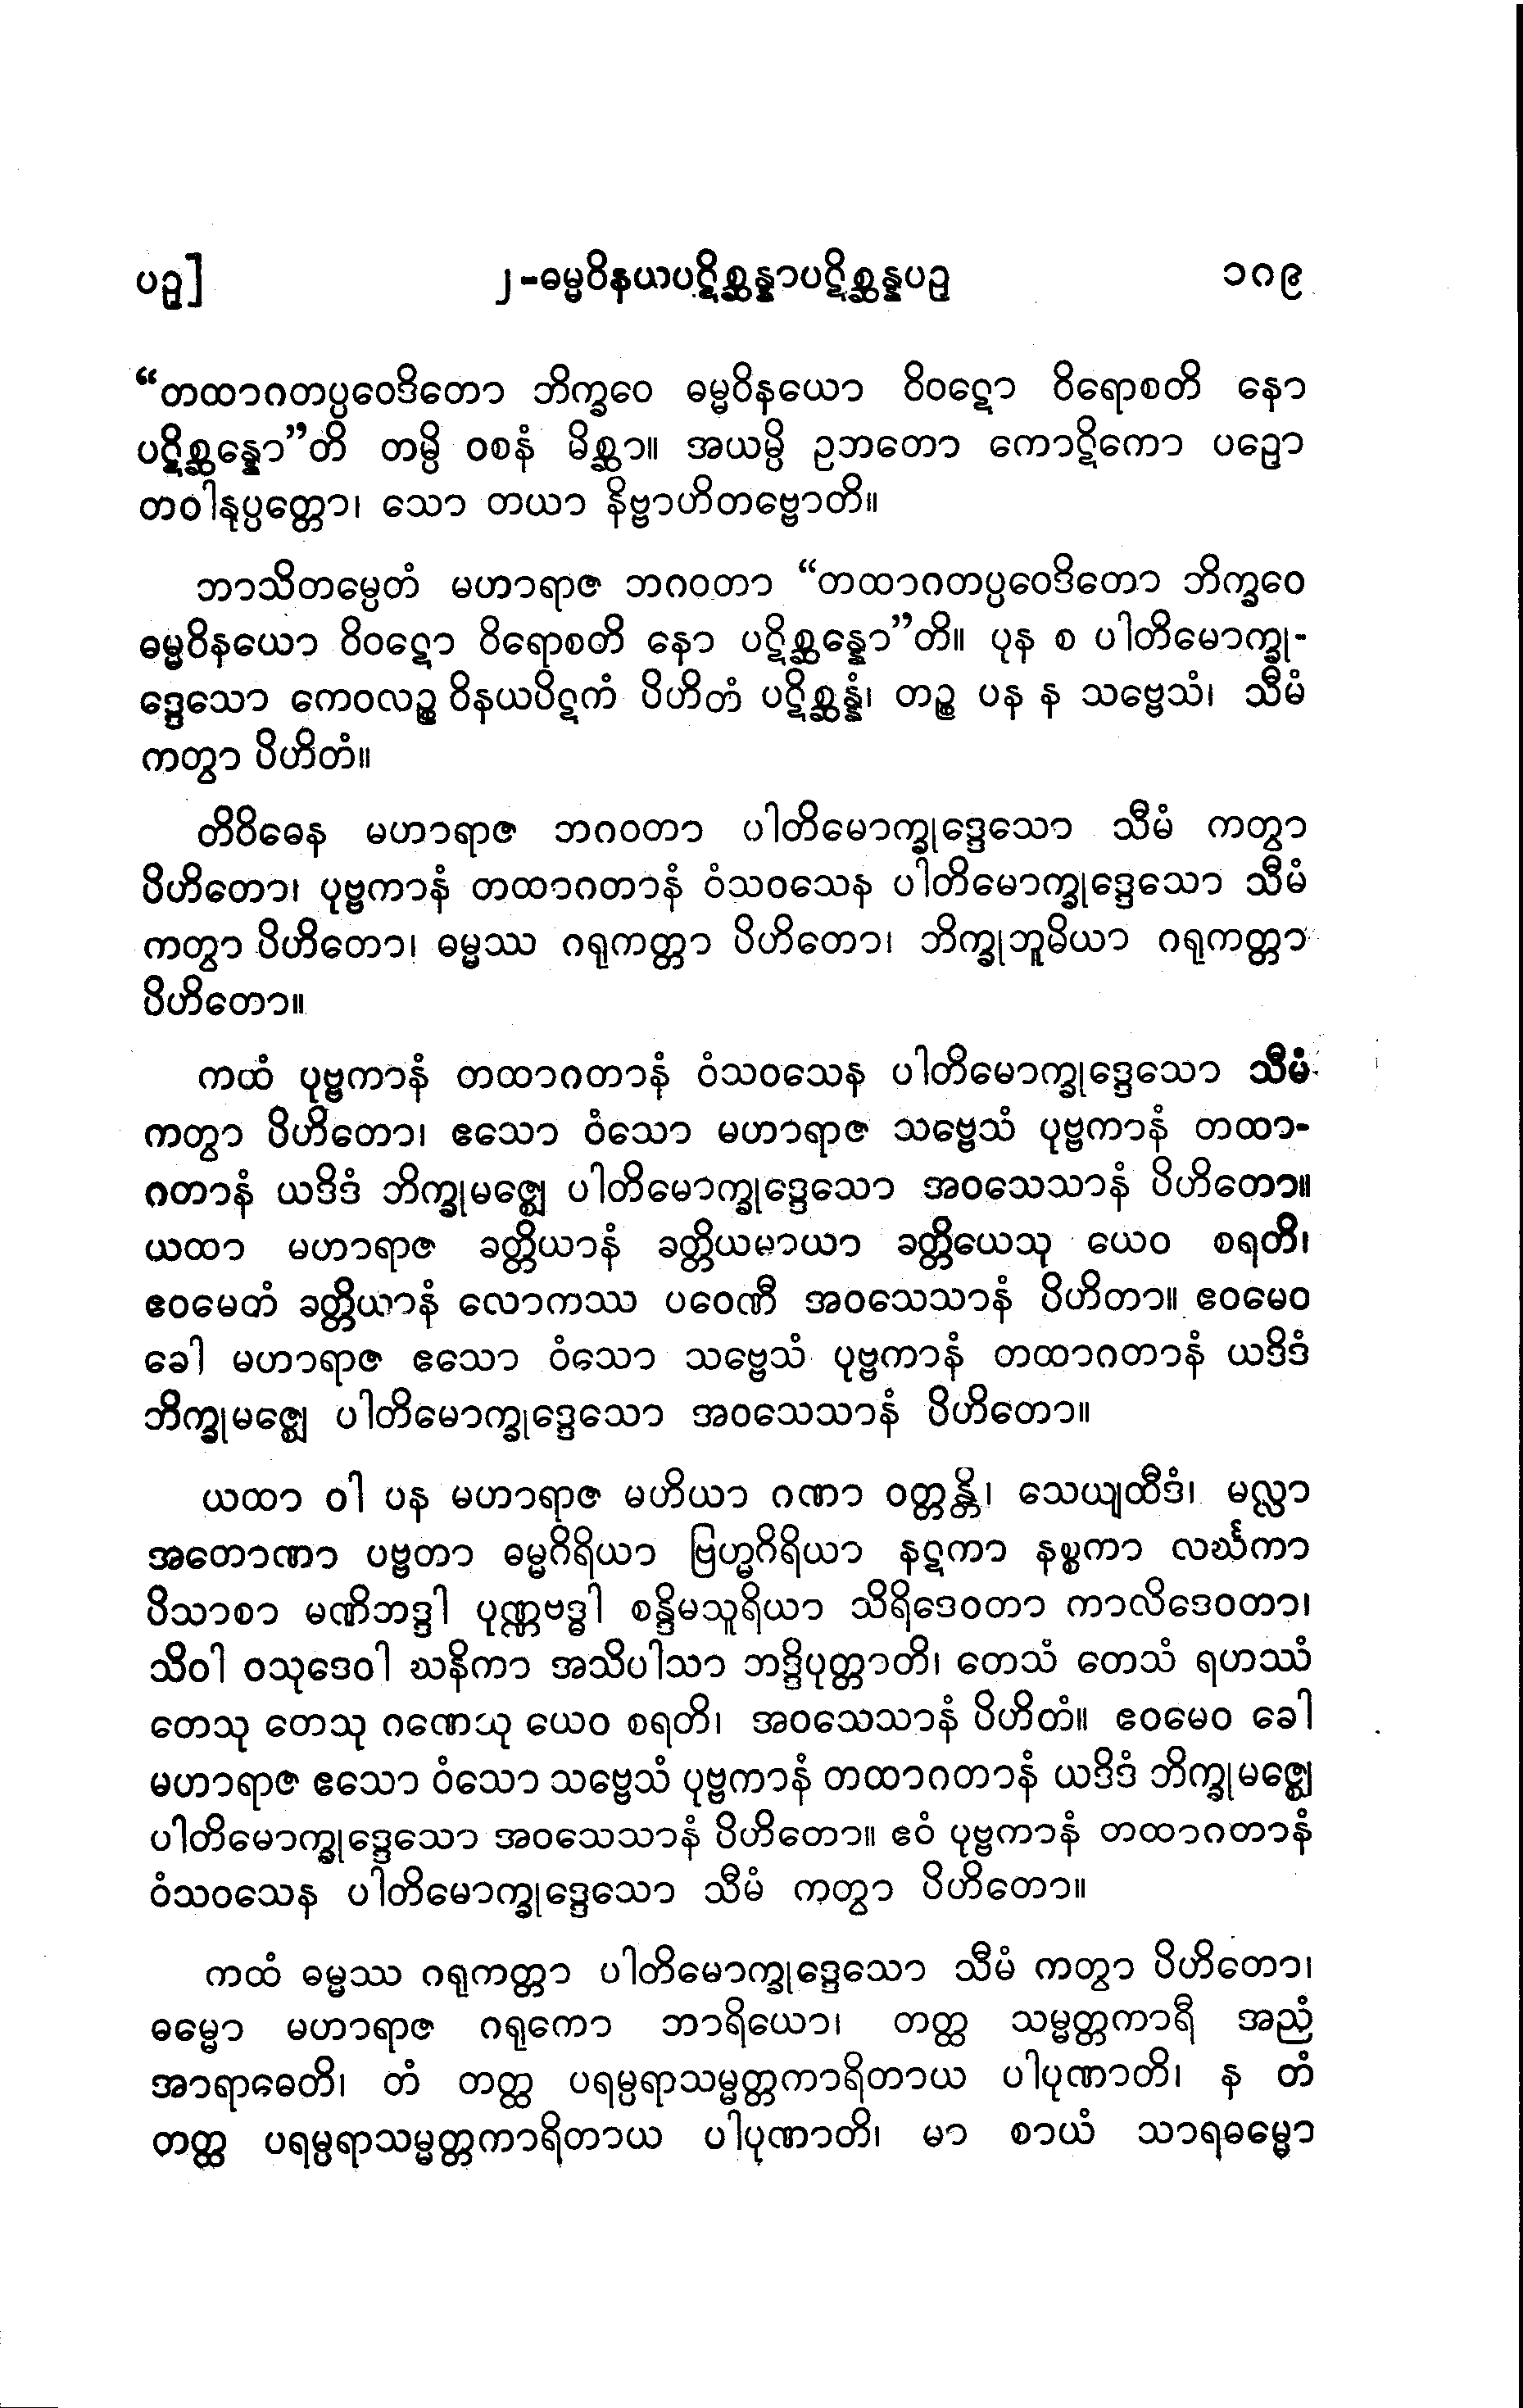 ပဥှ]
၂-ဓမ္မဝိနယပဋိစ္ဆန္နာပဋိစ္ဆန္နပဥှ
၁၈၉
“တထာဂတပ္ပဝေဒိတော ဘိက္ခဝေ ဓမ္မဝိနယော ဝိဝဋော ဝိရောစတိ နော
ပဋိစ္ဆန္နော”တိ တမ္ပိ ဝစနံ မိစ္ဆာ။ အယမ္ပိ ဥဘတော ကောဋိကော ပဥှော
တဝါနုပ္ပတ္တော၊ သော တယာ နိဗ္ဗာဟိတဗ္ဗောတိ။
ဘာသိတမ္ပေတံ မဟာရာဇ ဘဂဝတာ “တထာဂတပ္ပဝေဒိတော ဘိက္ခဝေ
ဓမ္မဝိနယော ဝိဝဋော ဝိရောစတိ နော ပဋိစ္ဆန္နော”တိ။ ပုန စ ပါတိမောက္ခု-
ဒ္ဒေသော ကေဝလဉ္စ ဝိနယပိဋကံ ပိဟိတံ ပဋိစ္ဆန္နံ၊ တဉ္စ ပန န သဗ္ဗေသံ၊ သီမံ
ကတွာ ပိဟိတံ။
တိဝိဓေန မဟာရာဇ ဘဂဝတာ ပါတိမောက္ခုဒ္ဒေသော သီမံ ကတွာ
ပိဟိတော၊ ပုဗ္ဗကာနံ တထာဂတာနံ ဝံသဝသေန ပါတိမောက္ခုဒ္ဒေသော သီမံ
ကတွာ ပိဟိတော၊ ဓမ္မဿ ဂရုကတ္တာ ပိဟိတော၊ ဘိက္ခုဘူမိယာ ဂရုကတ္တာ
ပိဟိတော။
ကထံ ပုဗ္ဗကာနံ တထာဂတာနံ ဝံသဝသေန ပါတိမောက္ခုဒ္ဒေသော သီမံ
ကတွာ ပိဟိတော၊ ဧသော ဝံသော မဟာရာဇ သဗ္ဗေသံ ပုဗ္ဗကာနံ တထာ-
ဂတာနံ ယဒိဒံ ဘိက္ခုမဇ္ဈေ ပါတိမောက္ခုဒ္ဒေသော အဝသေသာနံ ပိဟိတော။
ယထာ မဟာရာဇ ခတ္တိယာနံ ခတ္တိယမာယာ ခတ္တိယေသု ယေဝ စရတိ၊
ဧဝမေတံ ခတ္တိယာနံ လောကဿ ပဝေဏီ အဝသေသာနံ ပိဟိတာ။ ဧဝမေဝ
ခေါ မဟာရာဇ ဧသော ဝံသော သဗ္ဗေသံ ပုဗ္ဗကာနံ တထာဂတာနံ ယဒိဒံ
ဘိက္ခုမဇ္ဈေ ပါတိမောက္ခုဒ္ဒေသော အဝသေသာနံ ပိဟိတော။
ယထာ ဝါ ပန မဟာရာဇ မဟိယာ ဂဏာ ဝတ္တန္တိ၊ သေယျထီဒံ၊ မလ္လာ
အတောဏာ ပဗ္ဗတာ ဓမ္မဂိရိယာ ဗြဟ္မဂိရိယာ နဋကာ နစ္စကာ လင်္ဃကာ
ပိသာစာ မဏိဘဒ္ဒါ ပုဏ္ဏဗဒ္ဓါ စန္ဒိမသူရိယာ သိရိဒေဝတာ ကာလိဒေဝတာ၊
သိဝါ ဝသုဒေဝါ ဃနိကာ အသိပါသာ ဘဒ္ဒိပုတ္တာတိ၊ တေသံ တေသံ ရဟဿံ
တေသု တေသု ဂဏေသု ယေဝ စရတိ၊ အဝသေသာနံ ပိဟိတံ။ ဧဝမေဝ ခေါ
မဟာရာဇ ဧသော ဝံသော သဗ္ဗေသံ ပုဗ္ဗကာနံ တထာဂတာနံ ယဒိဒံ ဘိက္ခုမဇ္ဈေ
ပါတိမောက္ခုဒ္ဒေသော အဝသေသာနံ ပိဟိတော။ ဧဝံ ပုဗ္ဗကာနံ တထာဂတာနံ
ဝံသဝသေန ပါတိမောက္ခုဒ္ဒေသော သီမံ ကတွာ ပိဟိတော။
ကထံ ဓမ္မဿ ဂရုကတ္တာ ပါတိမောက္ခုဒ္ဒေသော သီမံ ကတွာ ပိဟိတော၊
ဓမ္မော မဟာရာဇ ဂရုကော ဘာရိယော၊ တတ္ထ သမ္မတ္တကာရီ အညံ
အာရာဓေတိ၊ တံ တတ္ထ ပရမ္ပရာသမ္မတ္တကာရိတာယ ပါပုဏာတိ၊ န တံ
တတ္ထ ပရမ္ပရာသမ္မတ္တကာရိတာယ ပါပုဏာတိ၊ မာ စာယံ သာရဓမ္မော